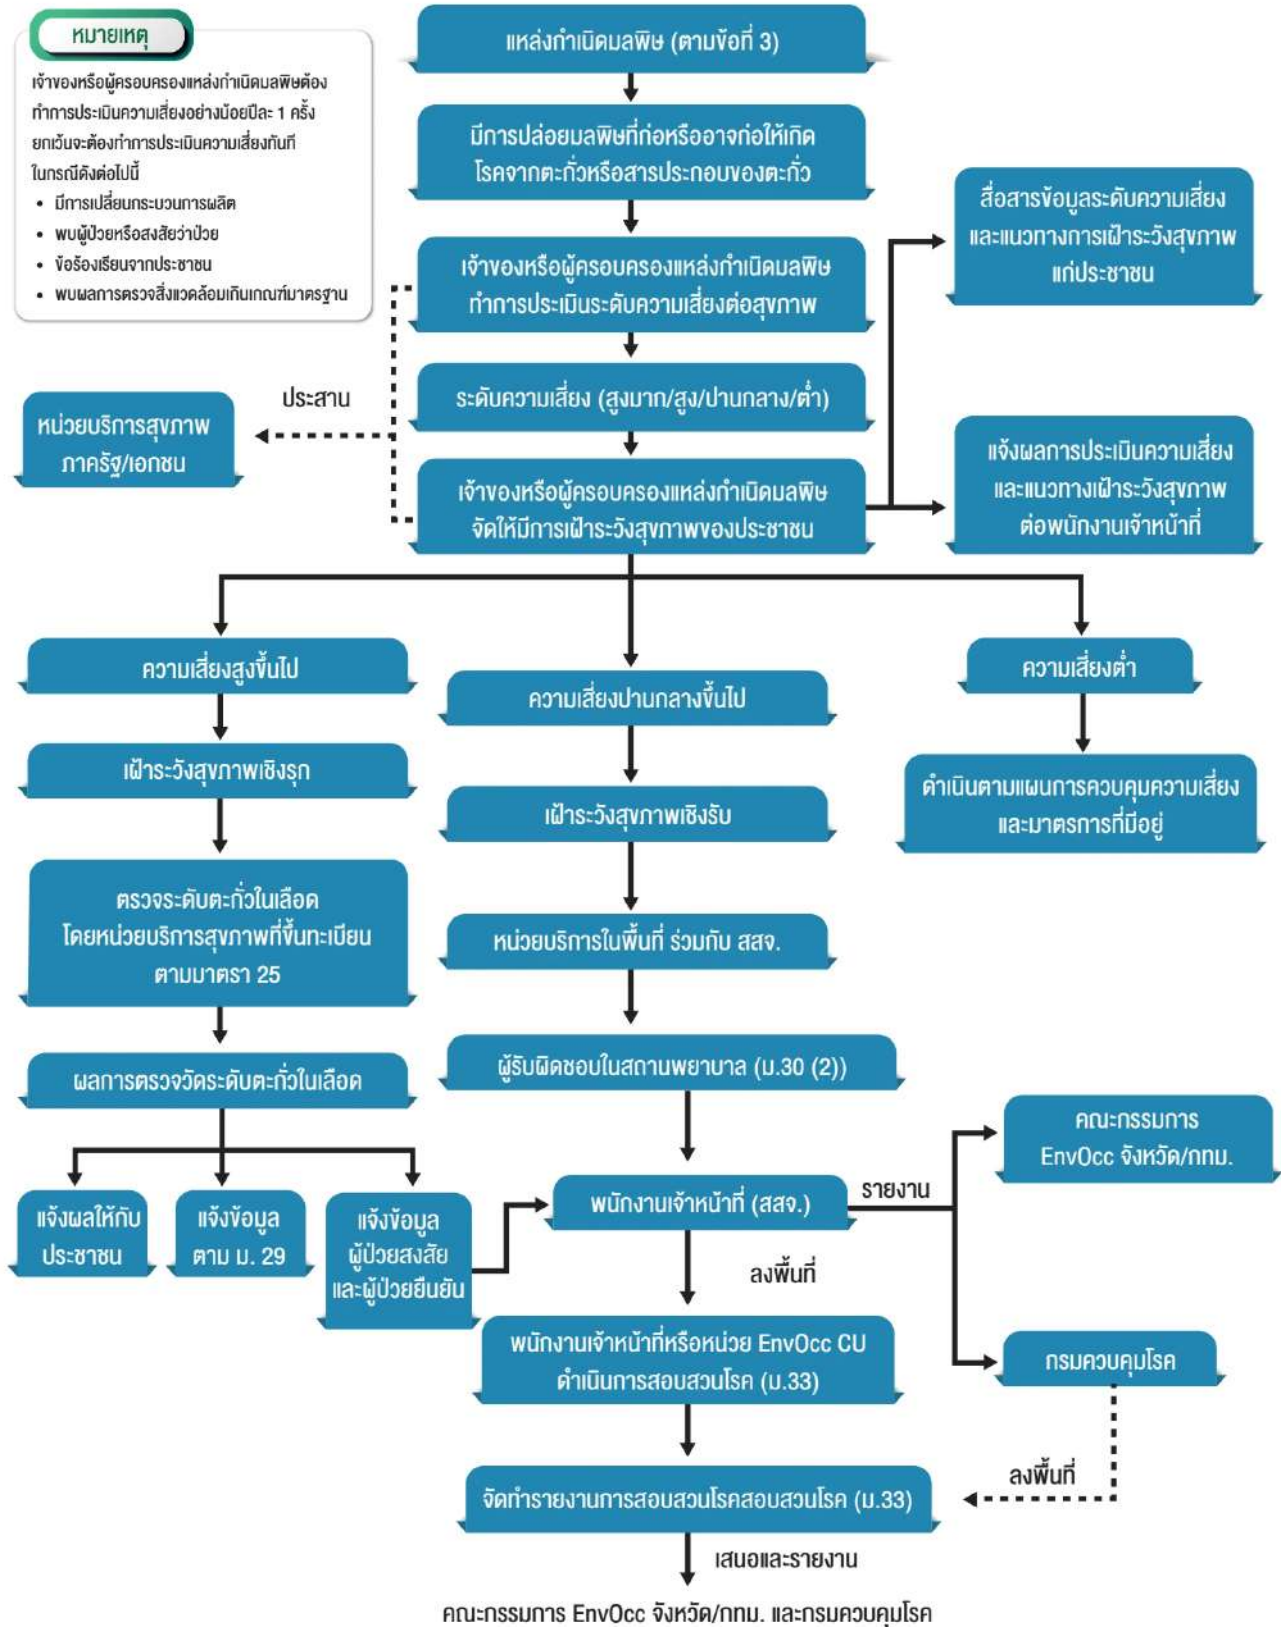 หมายเหตุ
เจ้าของหรือผู้ครอบครองแหล่งกำเนิดมลพิษต้อง
ทำการประเมินความเสี่ยงอย่างน้อยปีละ 1 ครั้ง
ยกเว้นจะต้องทำการประเมินความเสี่ยงทันที
ในกรณีดังต่อไปนี้
• มีการเปลี่ยนกระบวนการผลิต
• พบผู้ป่วยหรือสงสัยว่าป่วย
• ข้อร้องเรียนจากประชาชน
• พบผลการตรวจสิ่งแวดล้อมเกินเกณฑ์มาตรฐาน
แหล่งกำเนิดมลพิษ (ตามข้อที่ 3)
มีการปล่อยมลพิษที่ก่อหรืออาจก่อให้เกิด
โรคจากตะกั่วหรือสารประกอบของตะกั่ว
เจ้าของหรือผู้ครอบครองแหล่งกำเนิดมลพิษ
ทำการประเมินระดับความเสี่ยงต่อสุขภาพ
สื่อสารข้อมูลระดับความเสี่ยง
และแนวทางการเฝ้าระวังสุขภาพ
แก่ประชาชน
ระดับความเสี่ยง (สูงมาก/สูง/ปานกลาง/ต่ำ)
ประสาน
หน่วยบริการสุขภาพ
ภาครัฐ/เอกชน
เจ้าของหรือผู้ครอบครองแหล่งกำเนิดมลพิษ
จัดให้มีการเฝ้าระวังสุขภาพของประชาชน
แจ้งผลการประเมินความเสี่ยง
และแนวทางเฝ้าระวังสุขภาพ
ต่อพนักงานเจ้าหน้าที่
ความเสี่ยงสูงขึ้นไป
เฝ้าระวังสุขภาพเชิงรุก
ตรวจระดับตะกั่วในเลือด
โดยหน่วยบริการสุขภาพที่ขึ้นทะเบียน
ตามมาตรา 25
ผลการตรวจวัดระดับตะกั่วในเลือด
แจ้งผลให้กับ
ประชาชน
แจ้งข้อมูล
ตาม ม. 29
แจ้งข้อมูล
ผู้ป่วยสงสัย
และผู้ป่วยยืนยัน
ความเสี่ยงปานกลางขึ้นไป
เฝ้าระวังสุขภาพเชิงรับ
หน่วยบริการในพื้นที่ ร่วมกับ สสจ.
ผู้รับผิดชอบในสถานพยาบาล (ม.30 (2))
พนักงานเจ้าหน้าที่ (สสจ.)
รายงาน
ลงพื้นที่
พนักงานเจ้าหน้าที่หรือหน่วย EnvOcc CU
ดำเนินการสอบสวนโรค (ม.33)
จัดทำรายงานการสอบสวนโรคสอบสวนโรค (ม.33)
เสนอและรายงาน
คณะกรรมการ EnvOcc จังหวัด/กทม. และกรมควบคุมโรค
ความเสี่ยงต่ำ
ดำเนินตามแผนการควบคุมความเสี่ยง
และมาตรการที่มีอยู่
คณะกรรมการ
EnvOcc จังหวัด/กทม.
กรมควบคุมโรค
ลงพื้นที่